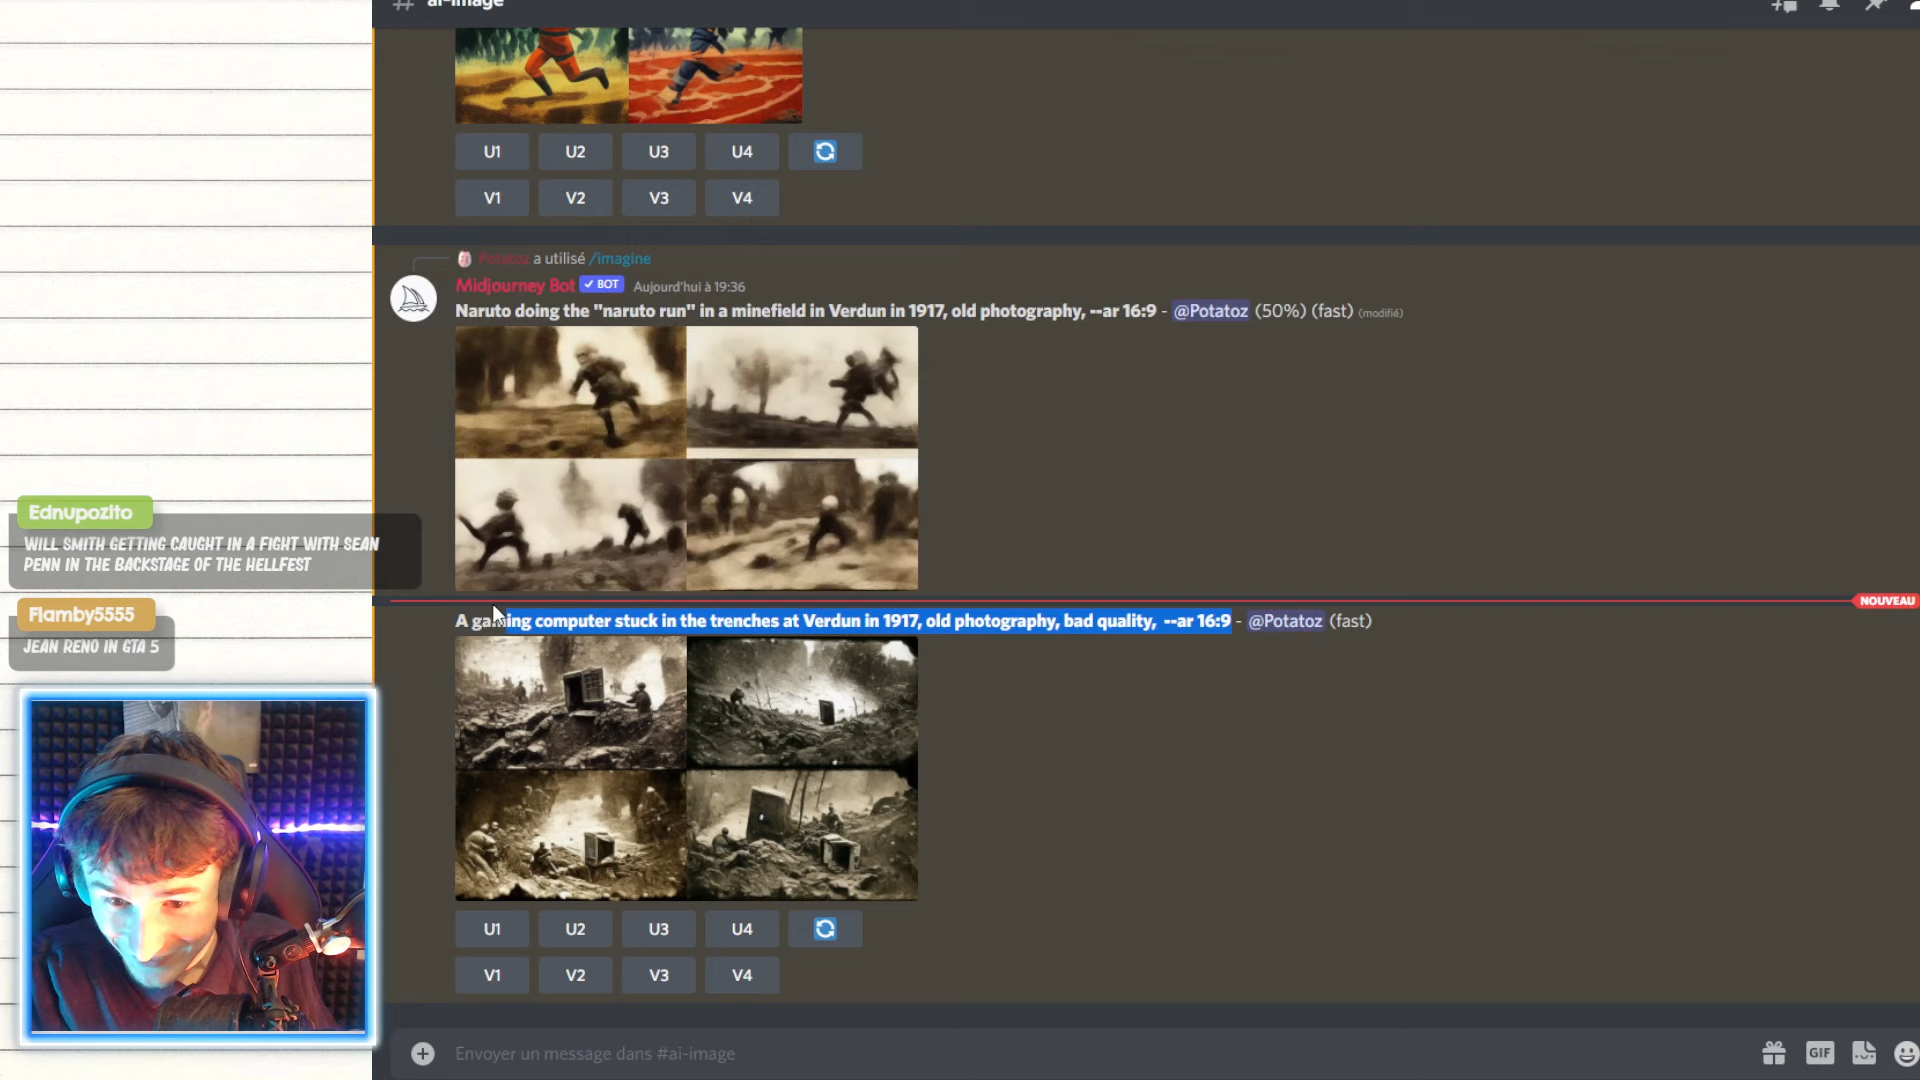 ai-image
U1 U2 U3 U4
V1 V2 V3 V4
Potatoz a utilisé /imagine
Midjourney Bot ✔ BOT Aujourd'hui à 19:36
Naruto doing the "naruto run" in a minefield in Verdun in 1917, old photography, --ar 16:9 - @Potatoz (50%) (fast) (modifié)
Ednupozito
WILL SMITH GETTING CAUGHT IN A FIGHT WITH SEAN
PENN IN THE BACKSTAGE OF THE HELLFEST
Flamby5555
JEAN RENO IN GTA 5
NOUVEAU
A gaming computer stuck in the trenches at Verdun in 1917, old photography, bad quality, --ar 16:9 - @Potatoz (fast)
U1 U2 U3 U4
V1 V2 V3 V4
Envoyer un message dans #ai-image
GIF